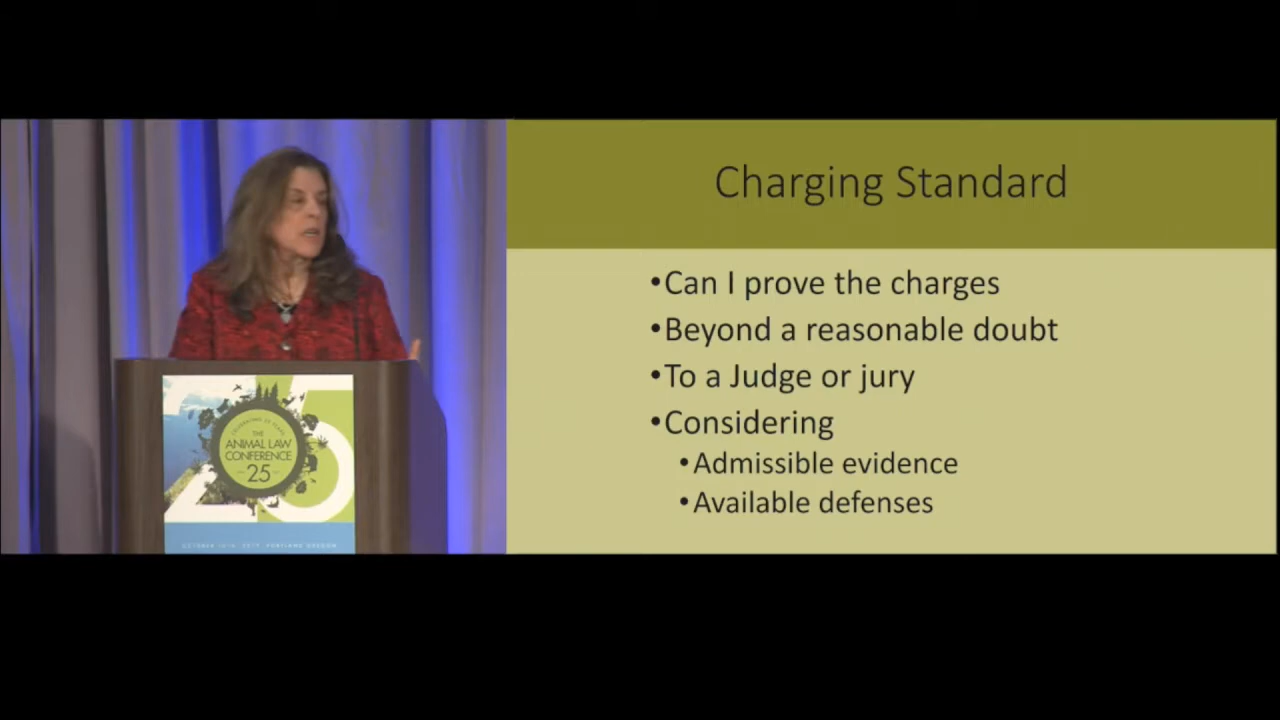 Charging Standard
•Can I prove the charges
•Beyond a reasonable doubt
•To a Judge or jury
•Considering
•Admissible evidence
•Available defenses
THE
ANIMAL LAW
CONFERENCE
25